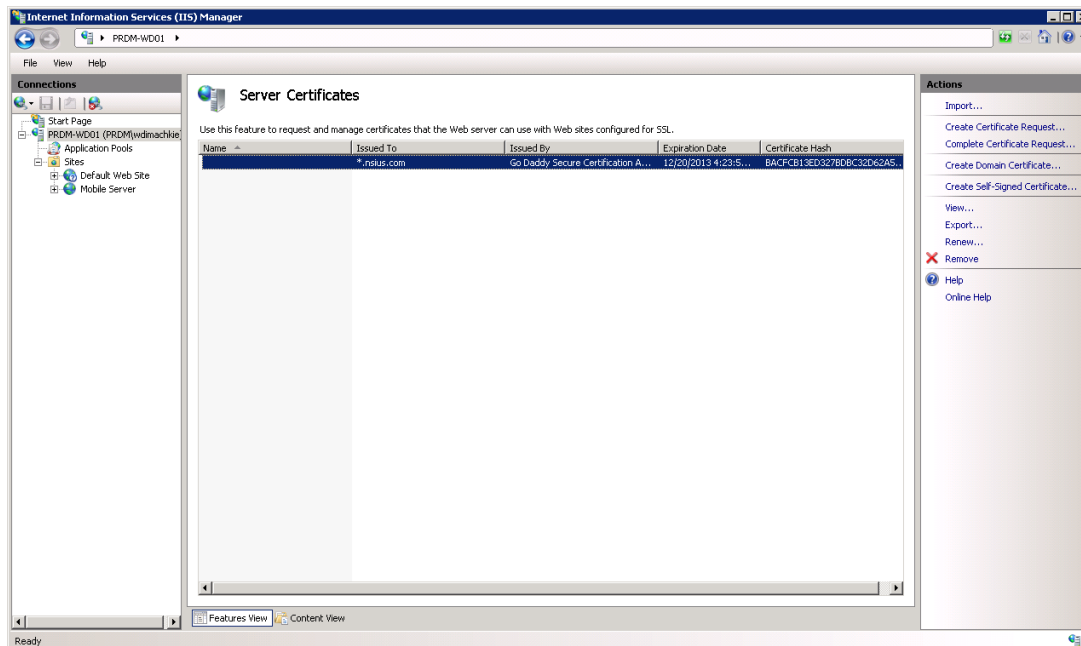 Internet Information Services (IIS) Manager
PRDM-WD01
File View Help
Connections
Start Page
PRDM-WD01 (PRDM\wdimachkie
Application Pools
Sites
Default Web Site
Mobile Server
Server Certificates
Use this feature to request and manage certificates that the Web server can use with Web sites configured for SSL.
Name Issued To Issued By Expiration Date Certificate Hash
*.nsius.com Go Daddy Secure Certification A... 12/20/2013 4:23:5... BACFCB13ED327BDBC32D62A5...
Features View Content View
Actions
Import...
Create Certificate Request...
Complete Certificate Request...
Create Domain Certificate...
Create Self-Signed Certificate...
View...
Export...
Renew...
Remove
Help
Online Help
Ready